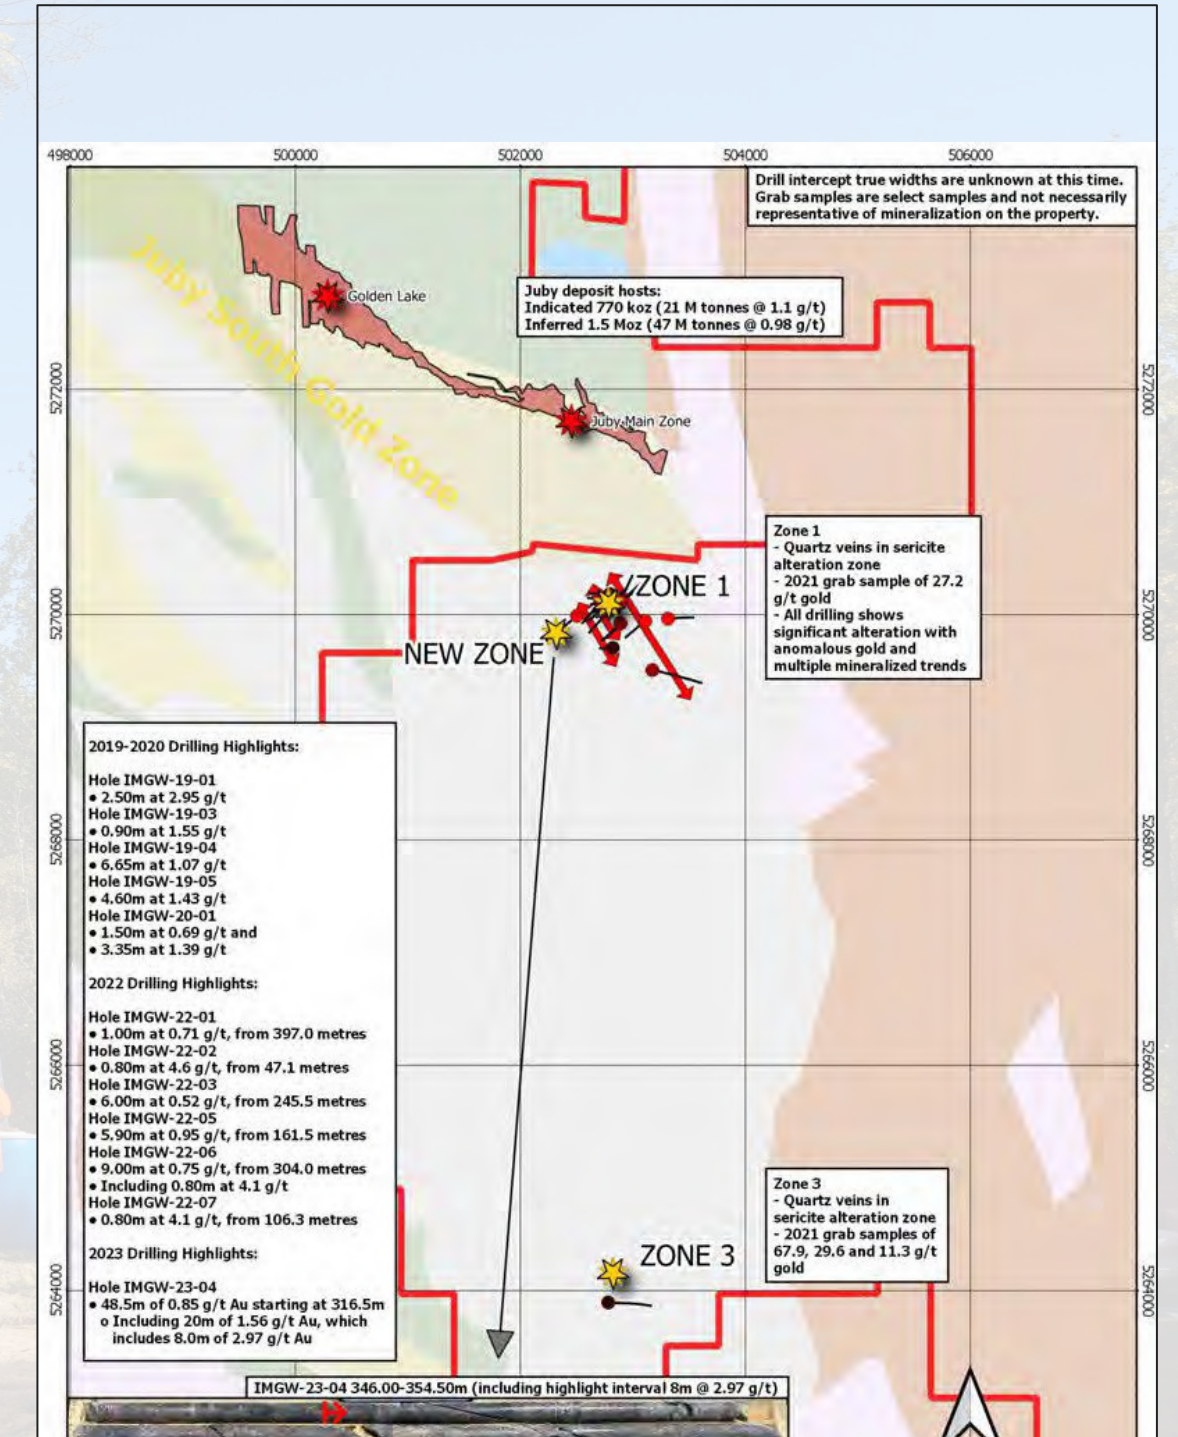 498000
500000
502000
504000
506000
Drill intercept true widths are unknown at this time.
Grab samples are select samples and not necessarily
representative of mineralization on the property.
Juby South Gold Zone
Golden Lake
Juby deposit hosts:
Indicated 770 koz (21 M tonnes @ 1.1 g/t)
Inferred 1.5 Moz (47 M tonnes @ 0.98 g/t)
5272000
5272000
Juby Main Zone
Zone 1
- Quartz veins in sericite
alteration zone
- 2021 grab sample of 27.2
g/t gold
- All drilling shows
significant alteration with
anomalous gold and
multiple mineralized trends
ZONE 1
5270000
5270000
NEW ZONE
2019-2020 Drilling Highlights:
Hole IMGW-19-01
• 2.50m at 2.95 g/t
Hole IMGW-19-03
• 0.90m at 1.55 g/t
Hole IMGW-19-04
• 6.65m at 1.07 g/t
Hole IMGW-19-05
• 4.60m at 1.43 g/t
Hole IMGW-20-01
• 1.50m at 0.69 g/t and
• 3.35m at 1.39 g/t
2022 Drilling Highlights:
Hole IMGW-22-01
• 1.00m at 0.71 g/t, from 397.0 metres
Hole IMGW-22-02
• 0.80m at 4.6 g/t, from 47.1 metres
Hole IMGW-22-03
• 6.00m at 0.52 g/t, from 245.5 metres
Hole IMGW-22-05
• 5.90m at 0.95 g/t, from 161.5 metres
Hole IMGW-22-06
• 9.00m at 0.75 g/t, from 304.0 metres
• Including 0.80m at 4.1 g/t
Hole IMGW-22-07
• 0.80m at 4.1 g/t, from 106.3 metres
2023 Drilling Highlights:
Hole IMGW-23-04
• 48.5m of 0.85 g/t Au starting at 316.5m
o Including 20m of 1.56 g/t Au, which
includes 8.0m of 2.97 g/t Au
5268000
5268000
5266000
5266000
Zone 3
- Quartz veins in
sericite alteration zone
- 2021 grab samples of
67.9, 29.6 and 11.3 g/t
gold
ZONE 3
5264000
5264000
IMGW-23-04 346.00-354.50m (including highlight interval 8m @ 2.97 g/t)